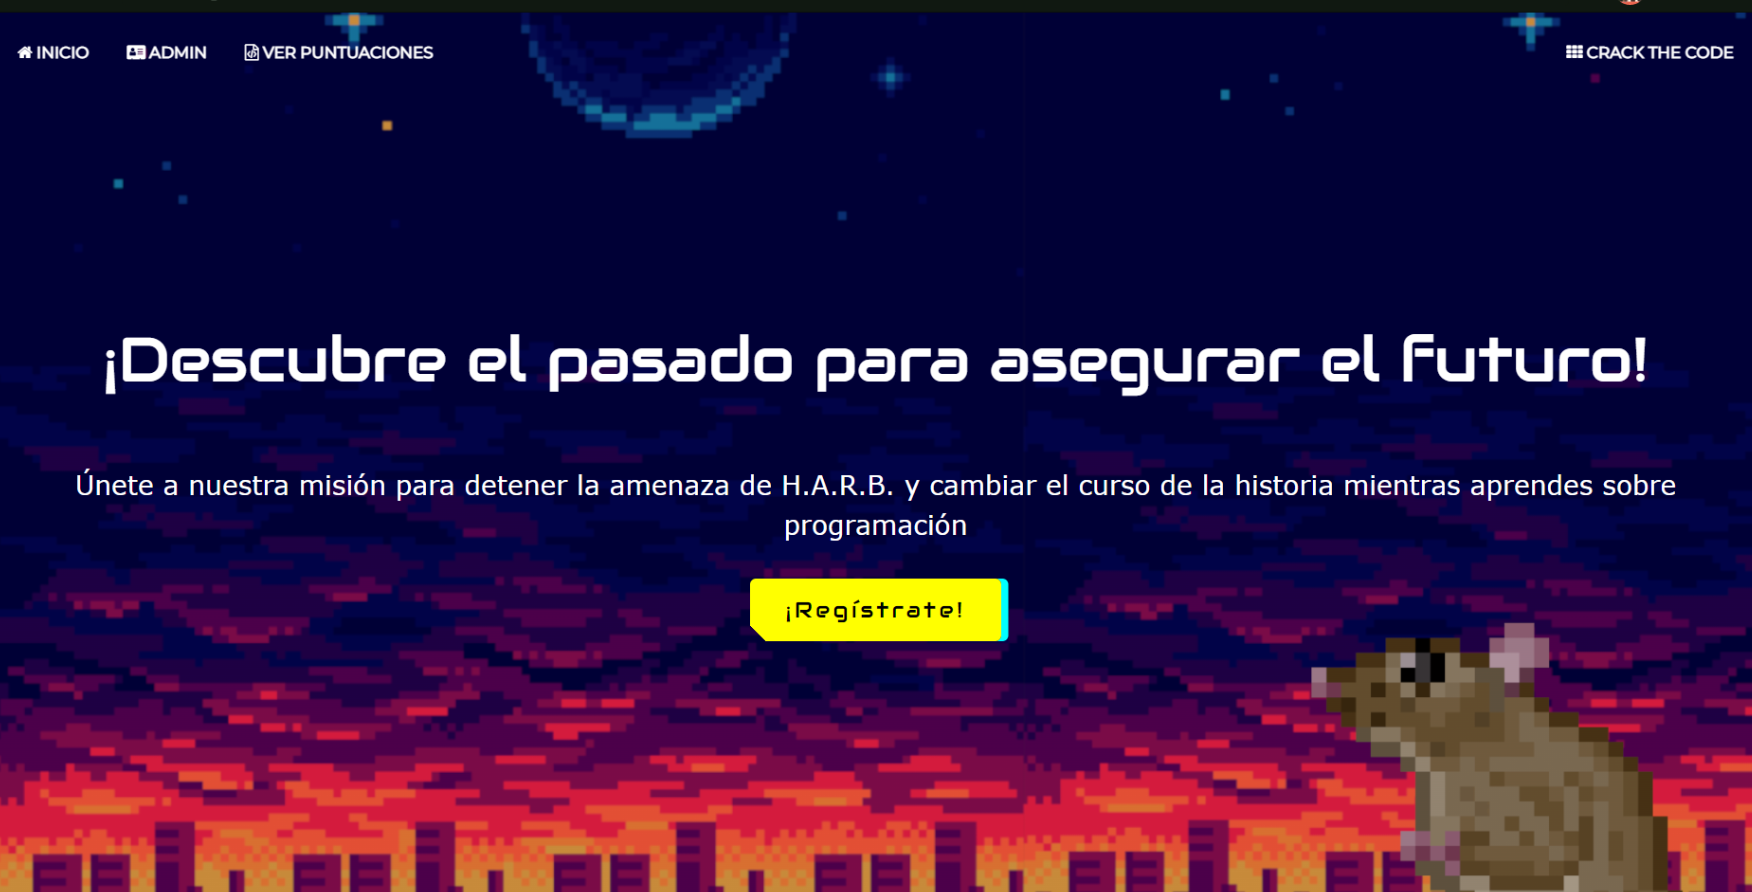 INICIO ADMIN VER PUNTUACIONES CRACK THE CODE
¡Descubre el pasado para asegurar el futuro!
Únete a nuestra misión para detener la amenaza de H.A.R.B. y cambiar el curso de la historia mientras aprendes sobre
programación
¡Regístrate!